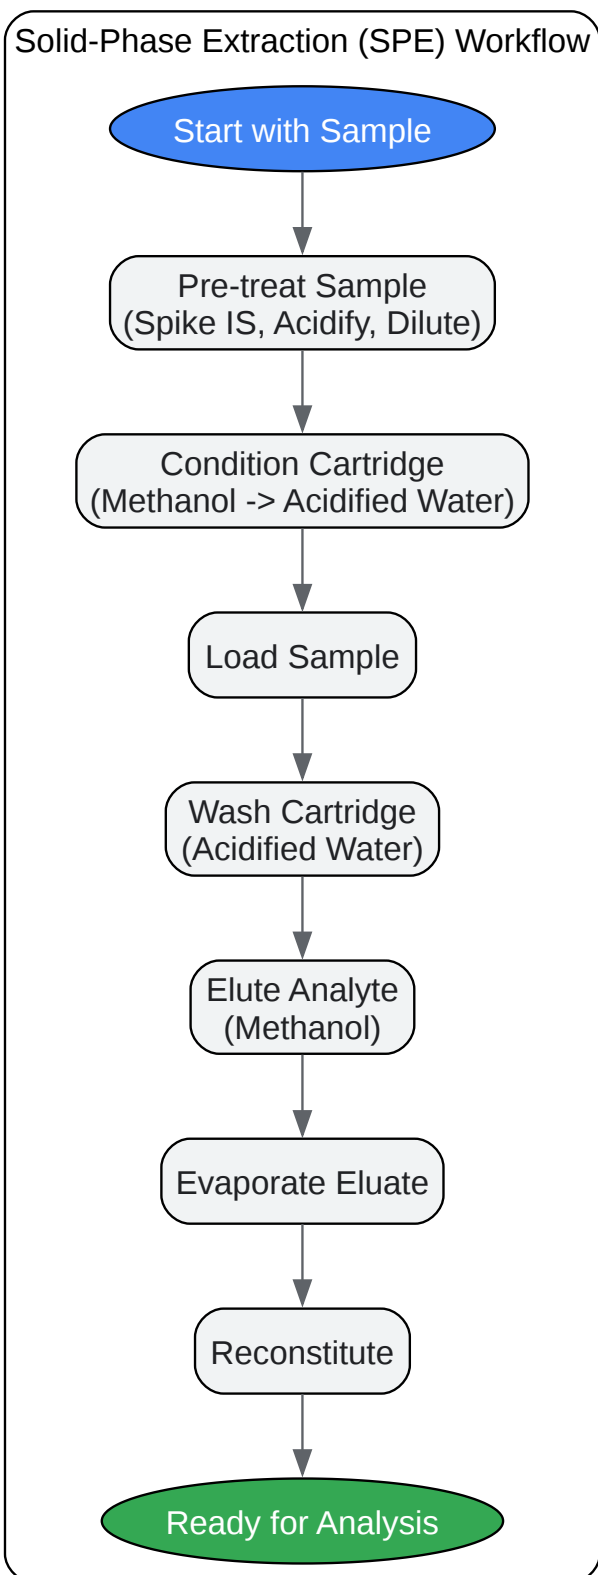 Solid-Phase Extraction (SPE) Workflow
Start with Sample
Pre-treat Sample
(Spike IS, Acidify, Dilute)
Condition Cartridge
(Methanol -> Acidified Water)
Load Sample
Wash Cartridge
(Acidified Water)
Elute Analyte
(Methanol)
Evaporate Eluate
Reconstitute
Ready for Analysis